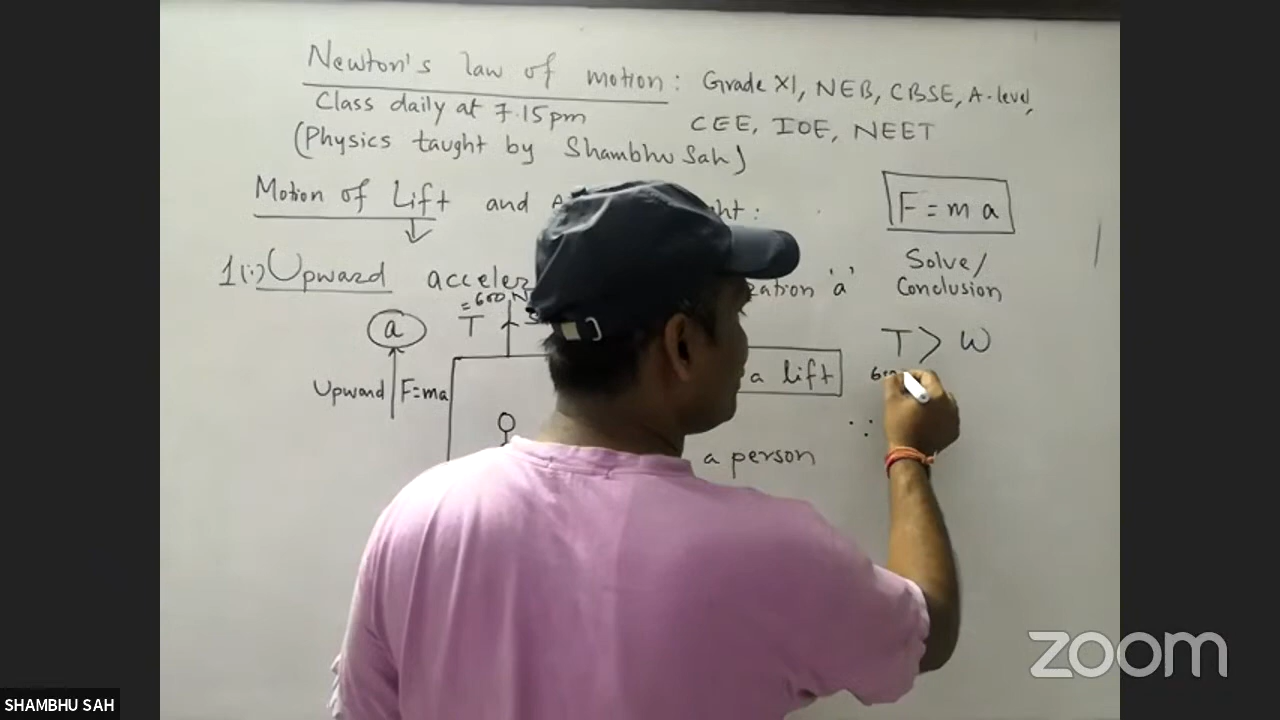 Newton's law of motion : Grade XI, NEB, CBSE, A-level,
Class daily at 7.15pm CEE, IOE, NEET
(Physics taught by Shambhu Sah)
Motion of Lift and
F = m a
Solve/
Conclusion
1(i) Upward 'a'
= 600 N
a
T
T > W
Upward F=ma
a lift
∴
a person
zoom
SHAMBHU SAH